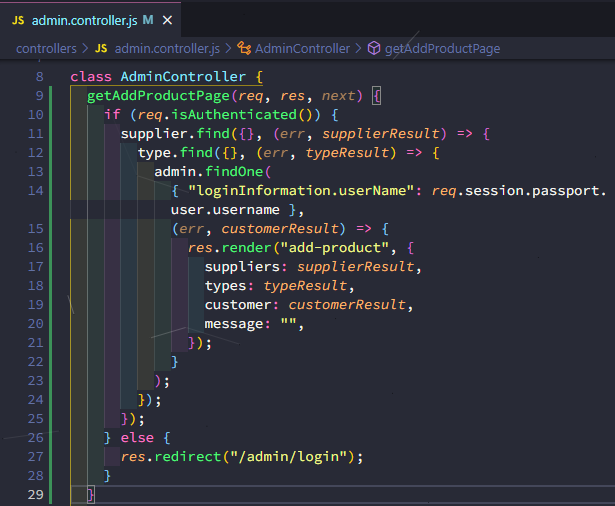 JS admin.controller.js M ×
controllers > JS admin.controller.js > AdminController > getAddProductPage
8 class AdminController {
9 getAddProductPage(req, res, next) {
10 if (req.isAuthenticated()) {
11 supplier.find({}, (err, supplierResult) => {
12 type.find({}, (err, typeResult) => {
13 admin.findOne(
14 { "loginInformation.userName": req.session.passport.
user.username },
15 (err, customerResult) => {
16 res.render("add-product", {
17 suppliers: supplierResult,
18 types: typeResult,
19 customer: customerResult,
20 message: "",
21 });
22 }
23 );
24 });
25 });
26 } else {
27 res.redirect("/admin/login");
28 }
29 }